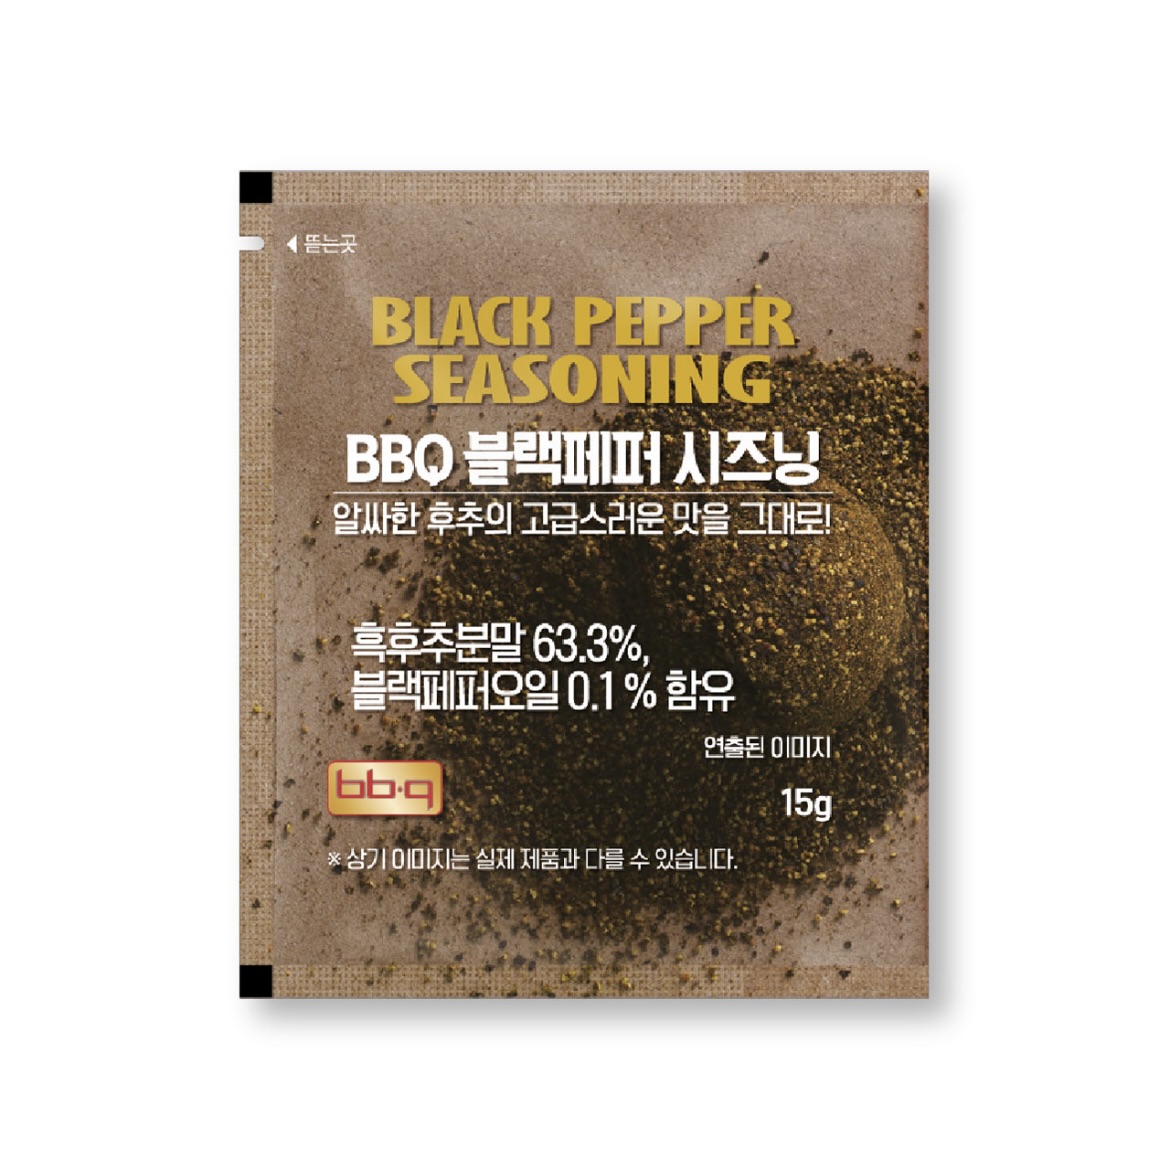 뜯는곳
BLACK PEPPER
SEASONING
BBQ 블랙페퍼 시즈닝
알싸한 후추의 고급스러운 맛을 그대로!
흑후추분말 63.3%,
블랙페퍼오일 0.1 % 함유
연출된 이미지
bb.q
15g
※ 상기 이미지는 실제 제품과 다를 수 있습니다.